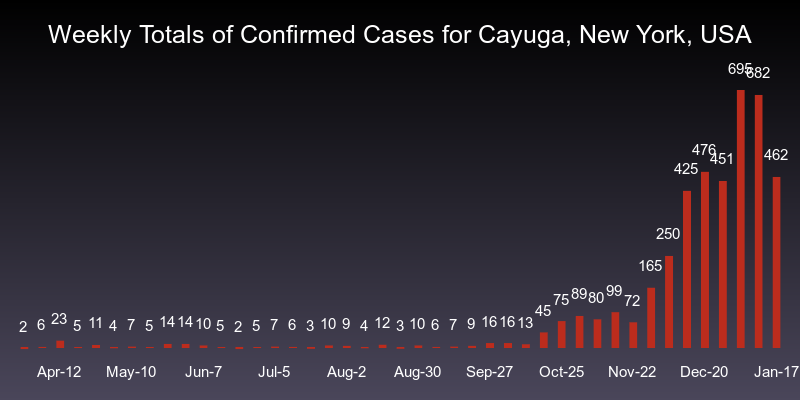 Weekly Totals of Confirmed Cases for Cayuga, New York, USA
2 6 23 5 11 4 7 5 14 14 10 5 2 5 7 6 3 10 9 4 12 3 10 6 7 9 16 16 13 45 75 89 80 99 72 165 250 425 476 451 695 682 462
Apr-12 May-10 Jun-7 Jul-5 Aug-2 Aug-30 Sep-27 Oct-25 Nov-22 Dec-20 Jan-17